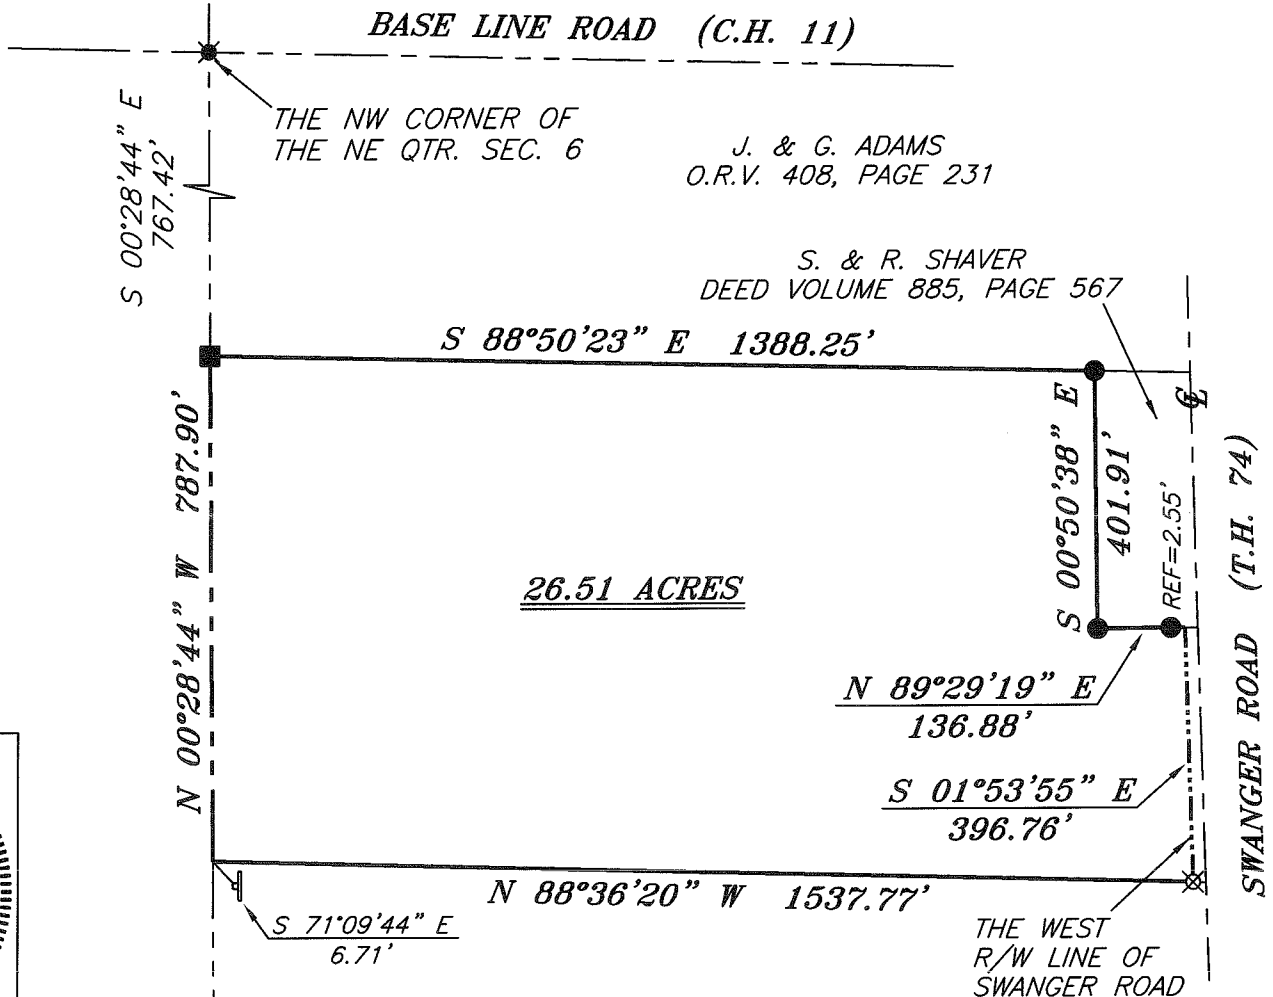 BASE LINE ROAD (C.H. 11)
THE NW CORNER OF
THE NE QTR. SEC. 6
S 00°28'44" E
767.42'
J. & G. ADAMS
O.R.V. 408, PAGE 231
S. & R. SHAVER
DEED VOLUME 885, PAGE 567
S 88°50'23" E 1388.25'
CL
N 00°28'44" W 787.90'
S 00°50'38" E
401.91'
REF=2.55'
SWANGER ROAD (T.H. 74)
26.51 ACRES
N 89°29'19" E
136.88'
S 01°53'55" E
396.76'
N 88°36'20" W 1537.77'
S 71°09'44" E
6.71'
THE WEST
R/W LINE OF
SWANGER ROAD